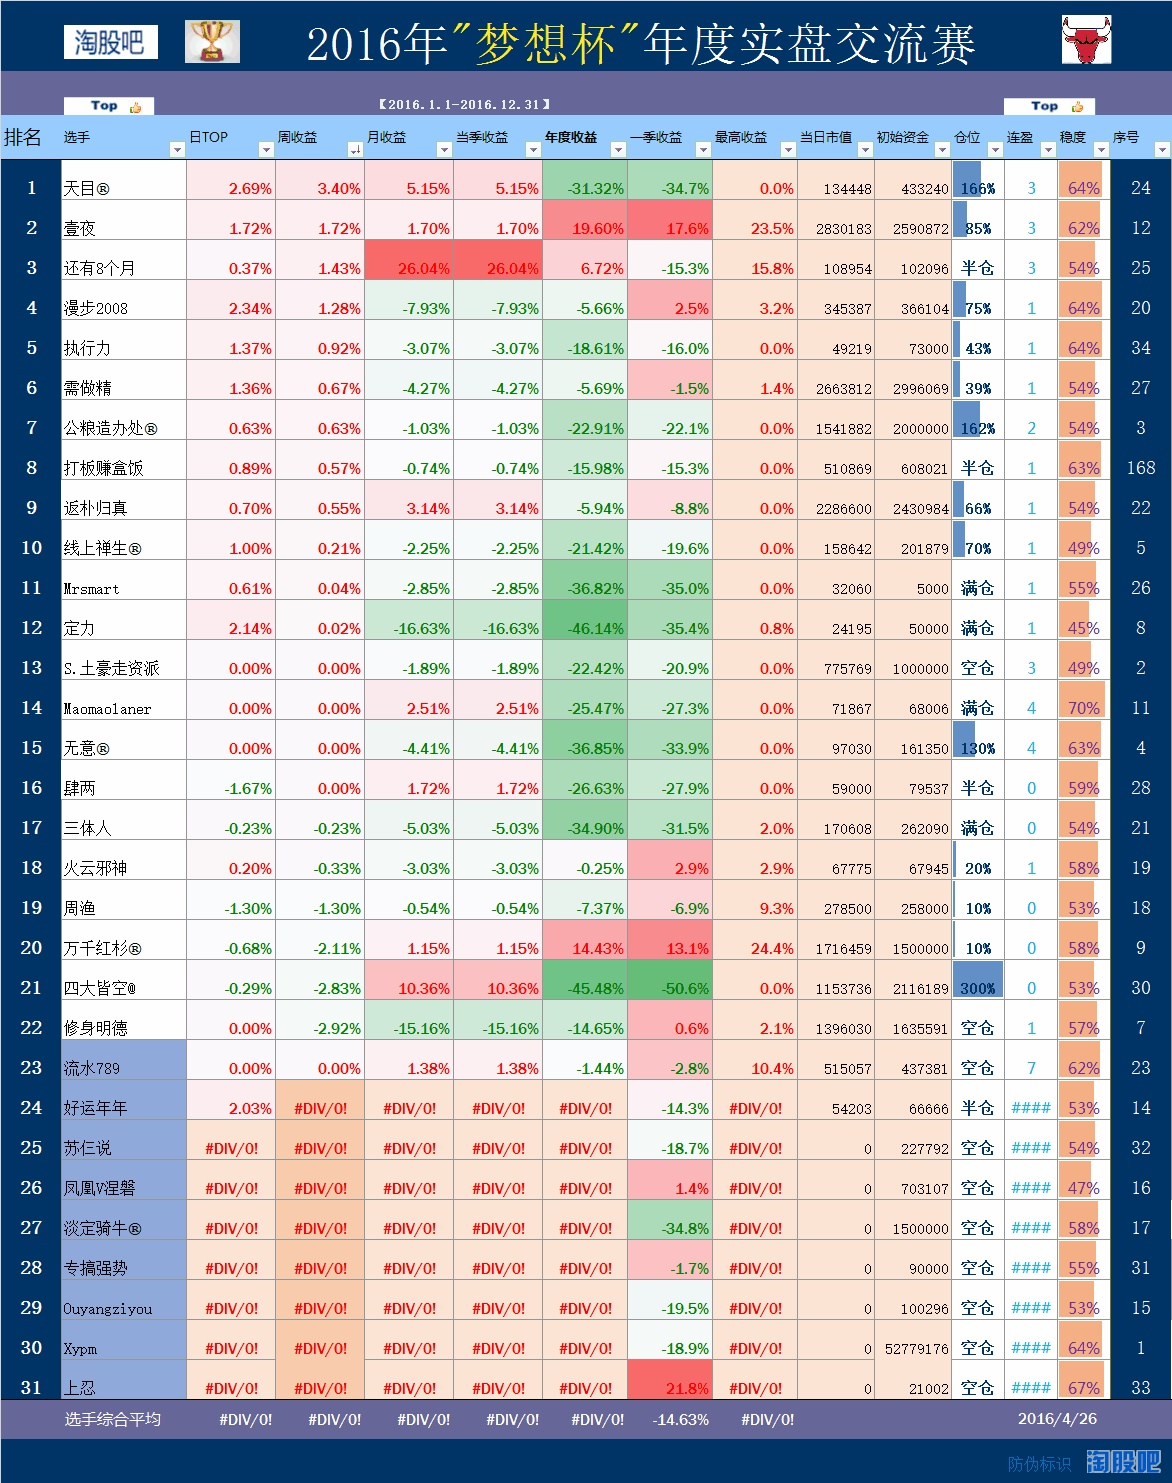 淘股吧 2016年"梦想杯"年度实盘交流赛
Top 【2016.1.1-2016.12.31】 Top
排名 选手 日TOP 周收益 月收益 当季收益 年度收益 一季收益 最高收益 当日市值 初始资金 仓位 连盈 稳度 序号
1 天目® 2.69% 3.40% 5.15% 5.15% -31.32% -34.7% 0.0% 134448 433240 166% 3 64% 24
2 壹夜 1.72% 1.72% 1.70% 1.70% 19.60% 17.6% 23.5% 2830183 2590872 85% 3 62% 12
3 还有8个月 0.37% 1.43% 26.04% 26.04% 6.72% -15.3% 15.8% 108954 102096 半仓 3 54% 25
4 漫步2008 2.34% 1.28% -7.93% -7.93% -5.66% 2.5% 3.2% 345387 366104 75% 1 64% 20
5 执行力 1.37% 0.92% -3.07% -3.07% -18.61% -16.0% 0.0% 49219 73000 43% 1 64% 34
6 需做精 1.36% 0.67% -4.27% -4.27% -5.69% -1.5% 1.4% 2663812 2996069 39% 1 54% 27
7 公粮造办处® 0.63% 0.63% -1.03% -1.03% -22.91% -22.1% 0.0% 1541882 2000000 162% 2 54% 3
8 打板赚盒饭 0.89% 0.57% -0.74% -0.74% -15.98% -15.3% 0.0% 510869 608021 半仓 1 63% 168
9 返朴归真 0.70% 0.55% 3.14% 3.14% -5.94% -8.8% 0.0% 2286600 2430984 66% 1 54% 22
10 线上禅生® 1.00% 0.21% -2.25% -2.25% -21.42% -19.6% 0.0% 158642 201879 70% 1 49% 5
11 Mrsmart 0.61% 0.04% -2.85% -2.85% -36.82% -35.0% 0.0% 32060 5000 满仓 1 55% 26
12 定力 2.14% 0.02% -16.63% -16.63% -46.14% -35.4% 0.8% 24195 50000 满仓 1 45% 8
13 S.土豪走资派 0.00% 0.00% -1.89% -1.89% -22.42% -20.9% 0.0% 775769 1000000 空仓 3 49% 2
14 Maomaolaner 0.00% 0.00% 2.51% 2.51% -25.47% -27.3% 0.0% 71867 68006 满仓 4 70% 11
15 无意® 0.00% 0.00% -4.41% -4.41% -36.85% -33.9% 0.0% 97030 161350 130% 4 63% 4
16 肆两 -1.67% 0.00% 1.72% 1.72% -26.63% -27.9% 0.0% 59000 79537 半仓 0 59% 28
17 三体人 -0.23% -0.23% -5.03% -5.03% -34.90% -31.5% 2.0% 170608 262090 满仓 0 54% 21
18 火云邪神 0.20% -0.33% -3.03% -3.03% -0.25% 2.9% 2.9% 67775 67945 20% 1 58% 19
19 周渔 -1.30% -1.30% -0.54% -0.54% -7.37% -6.9% 9.3% 278500 258000 10% 0 53% 18
20 万千红杉® -0.68% -2.11% 1.15% 1.15% 14.43% 13.1% 24.4% 1716459 1500000 10% 0 58% 9
21 四大皆空@ -0.29% -2.83% 10.36% 10.36% -45.48% -50.6% 0.0% 1153736 2116189 300% 0 53% 30
22 修身明德 0.00% -2.92% -15.16% -15.16% -14.65% 0.6% 2.1% 1396030 1635591 空仓 1 57% 7
23 流水789 0.00% 0.00% 1.38% 1.38% -1.44% -2.8% 10.4% 515057 437381 空仓 7 62% 23
24 好运年年 2.03% #DIV/0! #DIV/0! #DIV/0! #DIV/0! -14.3% #DIV/0! 54203 66666 半仓 #### 53% 14
25 苏仨说 #DIV/0! #DIV/0! #DIV/0! #DIV/0! #DIV/0! -18.7% #DIV/0! 0 227792 空仓 #### 54% 32
26 凤凰V涅磐 #DIV/0! #DIV/0! #DIV/0! #DIV/0! #DIV/0! 1.4% #DIV/0! 0 703107 空仓 #### 47% 16
27 淡定骑牛® #DIV/0! #DIV/0! #DIV/0! #DIV/0! #DIV/0! -34.8% #DIV/0! 0 1500000 空仓 #### 58% 17
28 专搞强势 #DIV/0! #DIV/0! #DIV/0! #DIV/0! #DIV/0! -1.7% #DIV/0! 0 90000 空仓 #### 55% 31
29 Ouyangziyou #DIV/0! #DIV/0! #DIV/0! #DIV/0! #DIV/0! -19.5% #DIV/0! 0 100296 空仓 #### 53% 15
30 Xypm #DIV/0! #DIV/0! #DIV/0! #DIV/0! #DIV/0! -18.9% #DIV/0! 0 52779176 空仓 #### 64% 1
31 上忍 #DIV/0! #DIV/0! #DIV/0! #DIV/0! #DIV/0! 21.8% #DIV/0! 0 21002 空仓 #### 67% 33
选手综合平均 #DIV/0! #DIV/0! #DIV/0! #DIV/0! #DIV/0! -14.63% #DIV/0! 2016/4/26
防伪标识 淘股吧